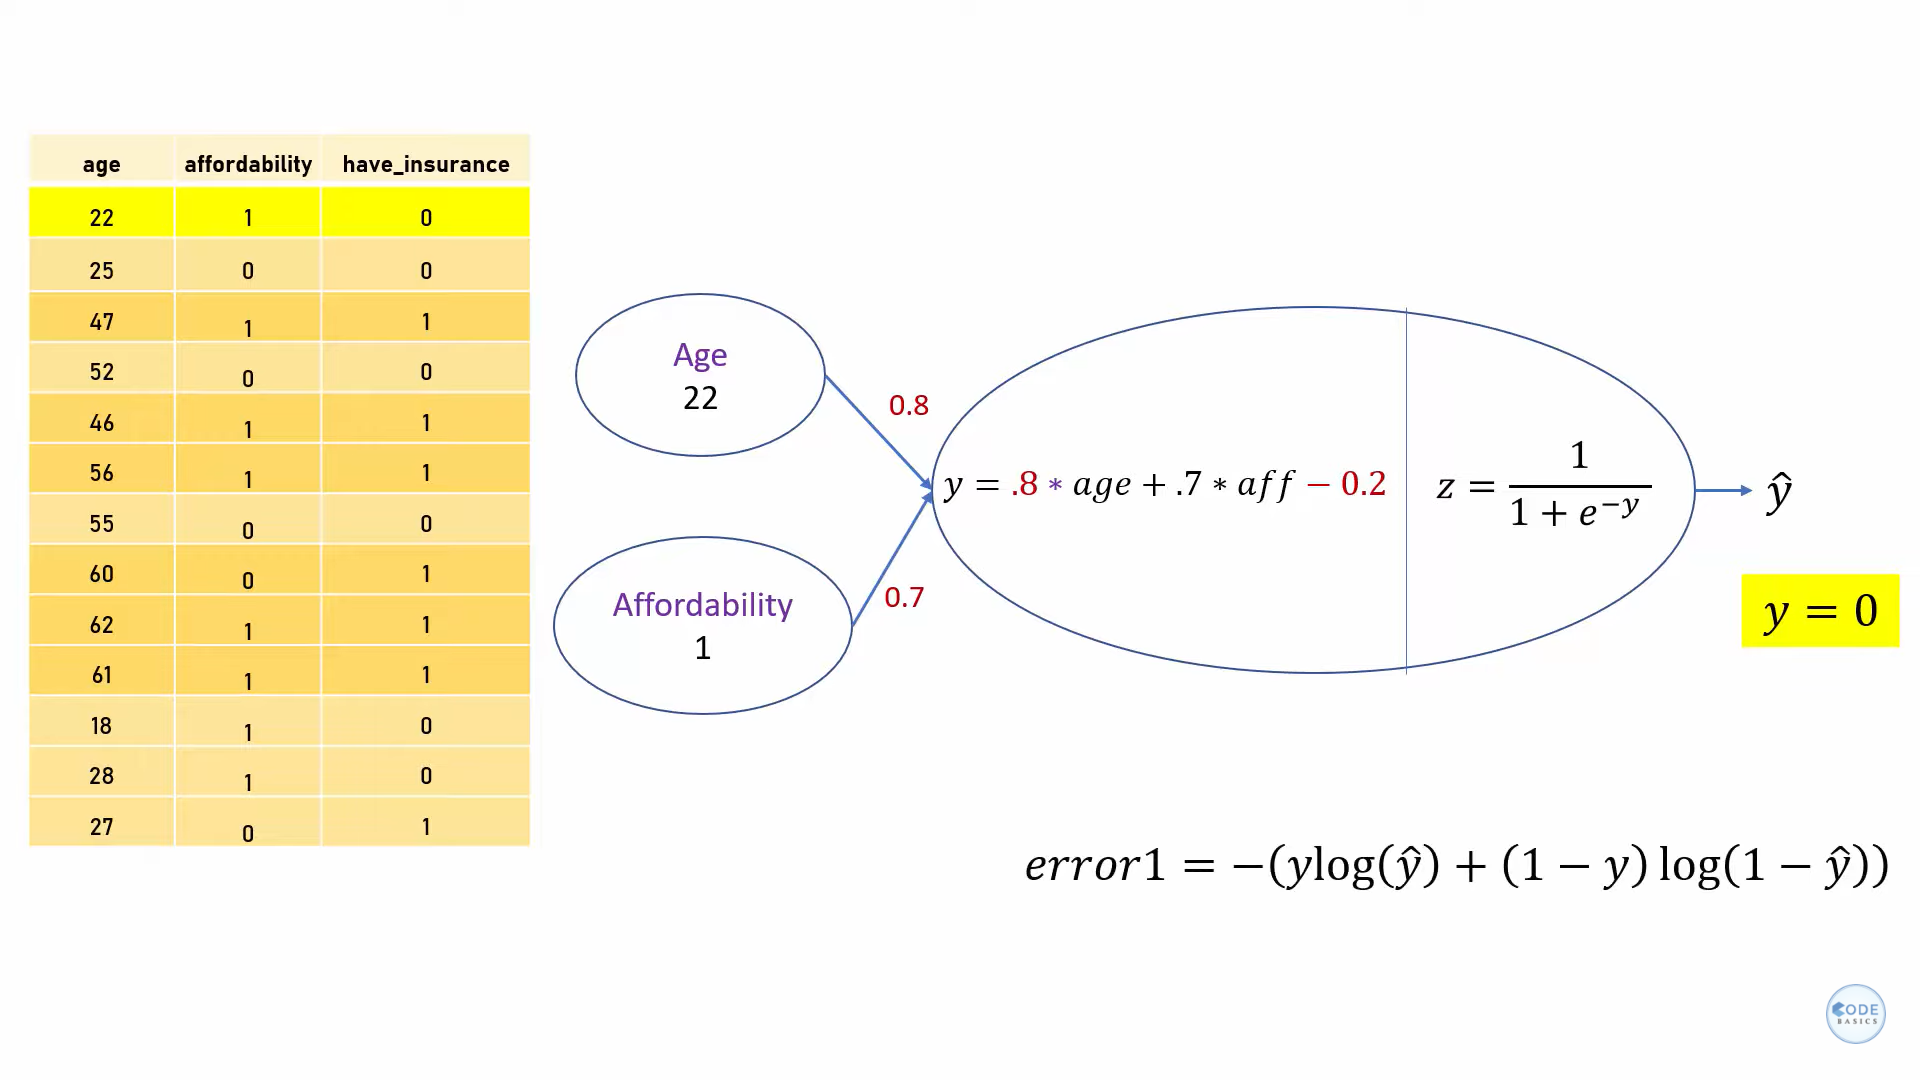 age affordability have_insurance
22 1 0
25 0 0
47 1 1
52 0 0
46 1 1
56 1 1
55 0 0
60 0 1
62 1 1
61 1 1
18 1 0
28 1 0
27 0 1
Age
22
0.8
Affordability
1
0.7
y = .8 * age + .7 * aff − 0.2
z = 1 / (1 + e^−y)
ŷ
y = 0
error1 = −(ylog(ŷ) + (1 − y) log(1 − ŷ))
CODE
BASICS